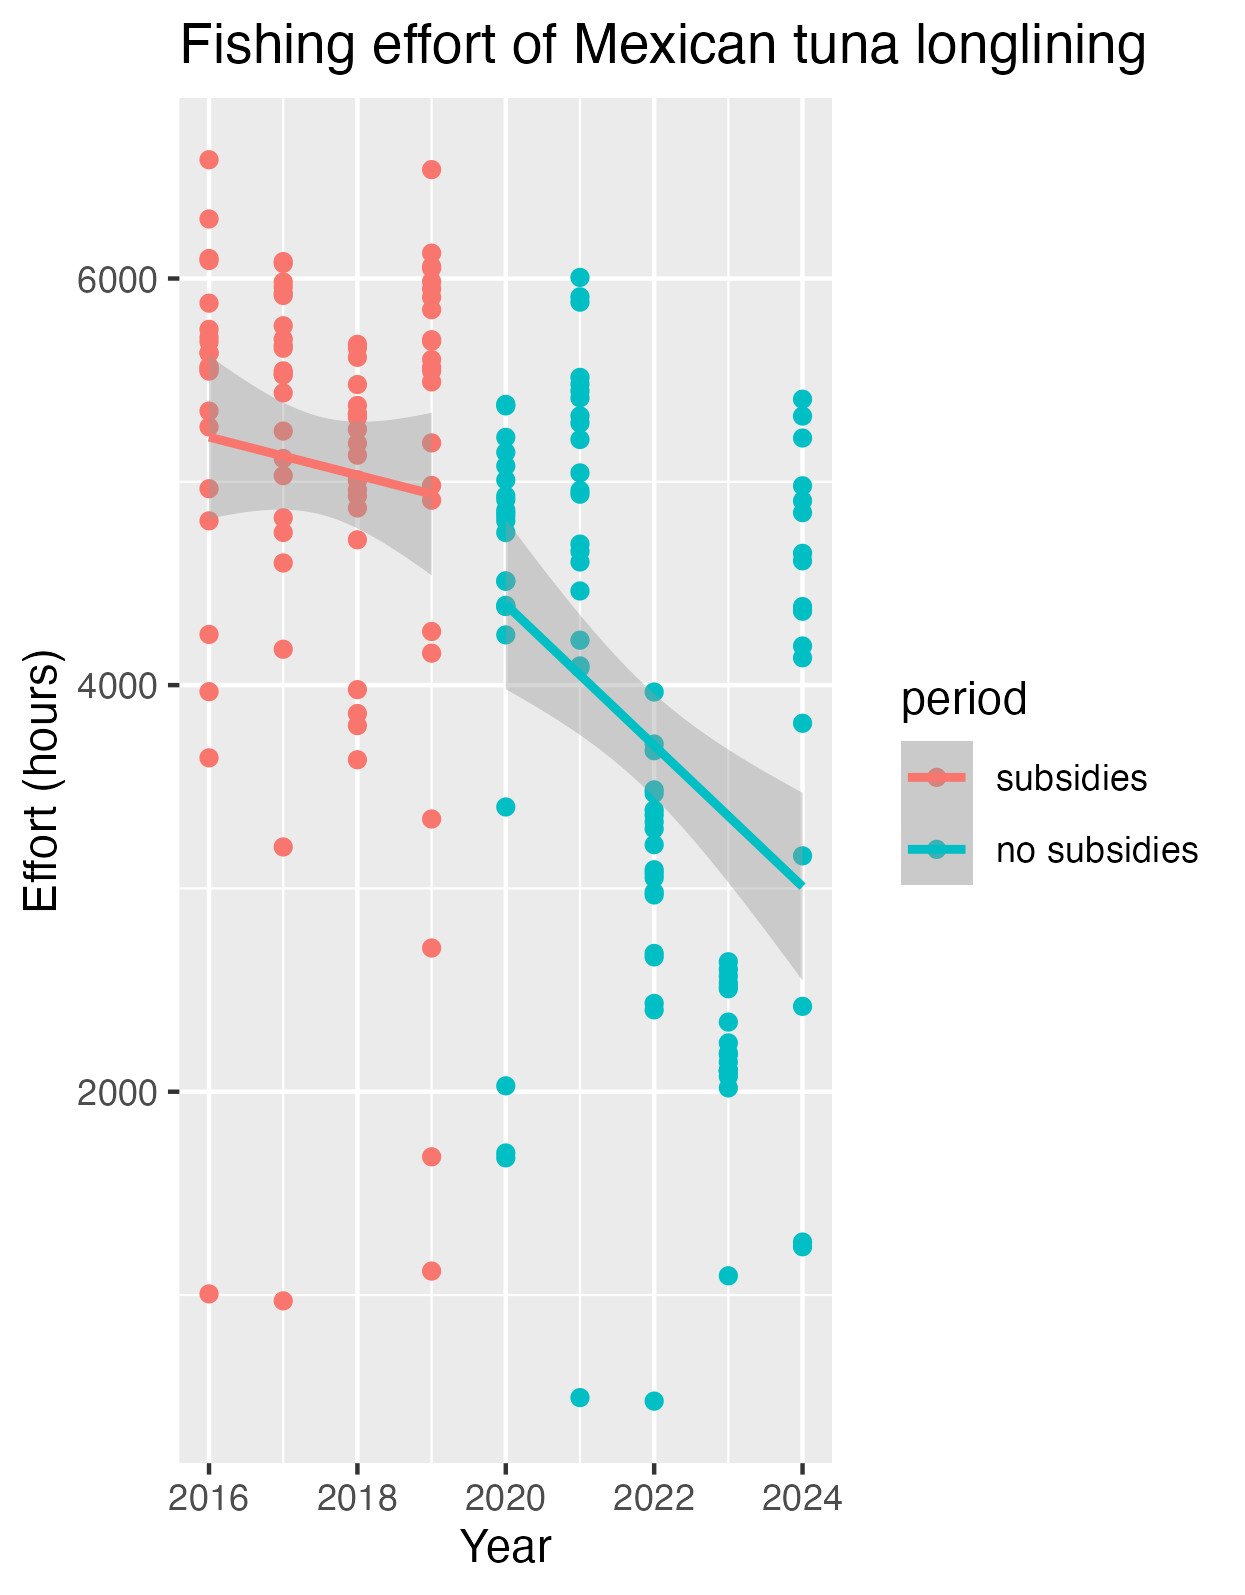 Fishing effort of Mexican tuna longlining
6000
4000
2000
Effort (hours)
2016 2018 2020 2022 2024
Year
period
subsidies
no subsidies